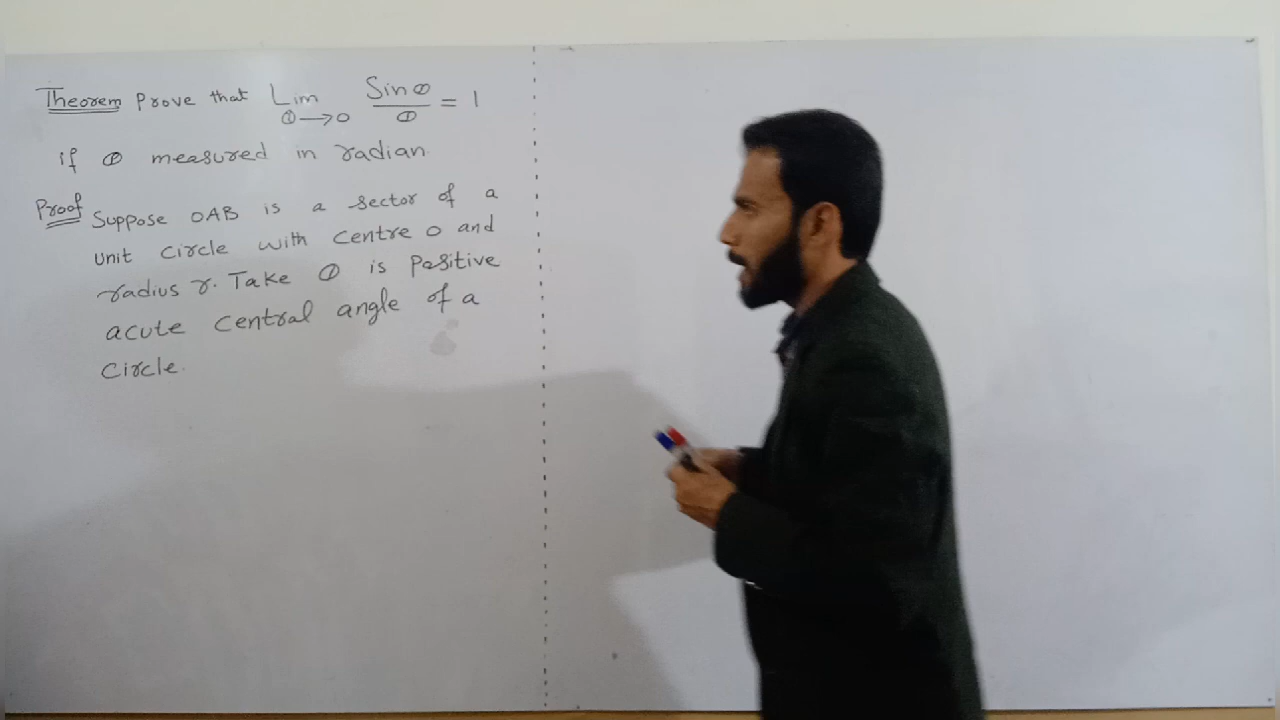 Theorem Prove that Lim θ→0 Sinθ/θ = 1
if θ measured in radian.
Proof Suppose OAB is a sector of a
unit circle with centre O and
radius r. Take θ is Positive
acute central angle of a
circle.